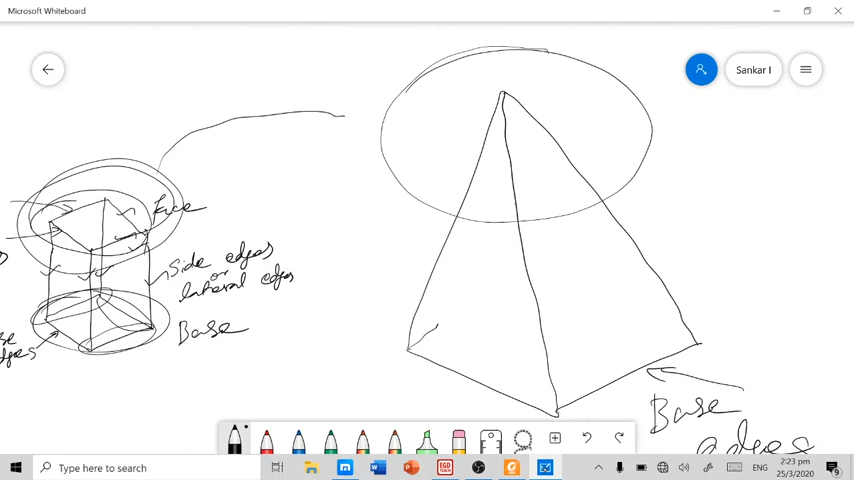 Microsoft Whiteboard
Sankar I
Face
Side edges
or
lateral edges
Base
edges
Base
edges
Type here to search
EGD
ENG
2:23 pm
25/3/2020